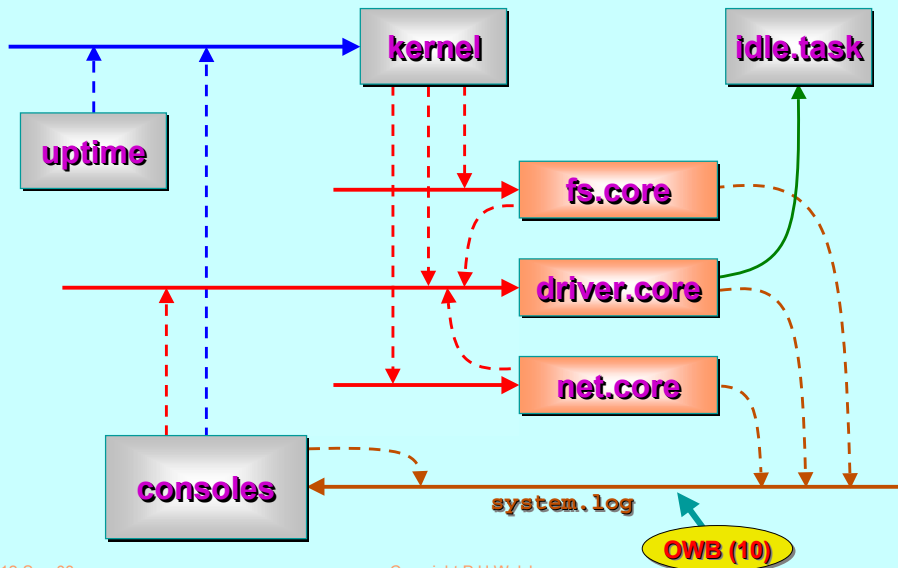 kernel
idle.task
uptime
fs.core
driver.core
net.core
consoles
system.log
OWB (10)